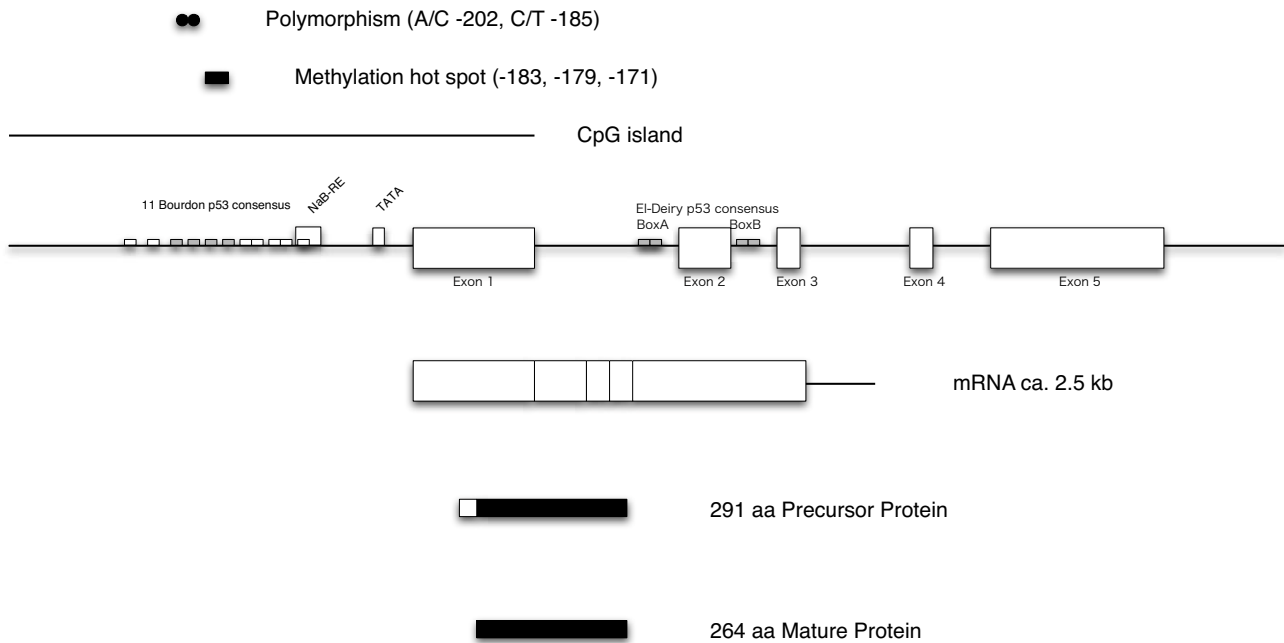 Polymorphism (A/C -202, C/T -185)
Methylation hot spot (-183, -179, -171)
CpG island
11 Bourdon p53 consensus
NaB-RE
TATA
El-Deiry p53 consensus
BoxA
BoxB
Exon 1
Exon 2
Exon 3
Exon 4
Exon 5
mRNA ca. 2.5 kb
291 aa Precursor Protein
264 aa Mature Protein